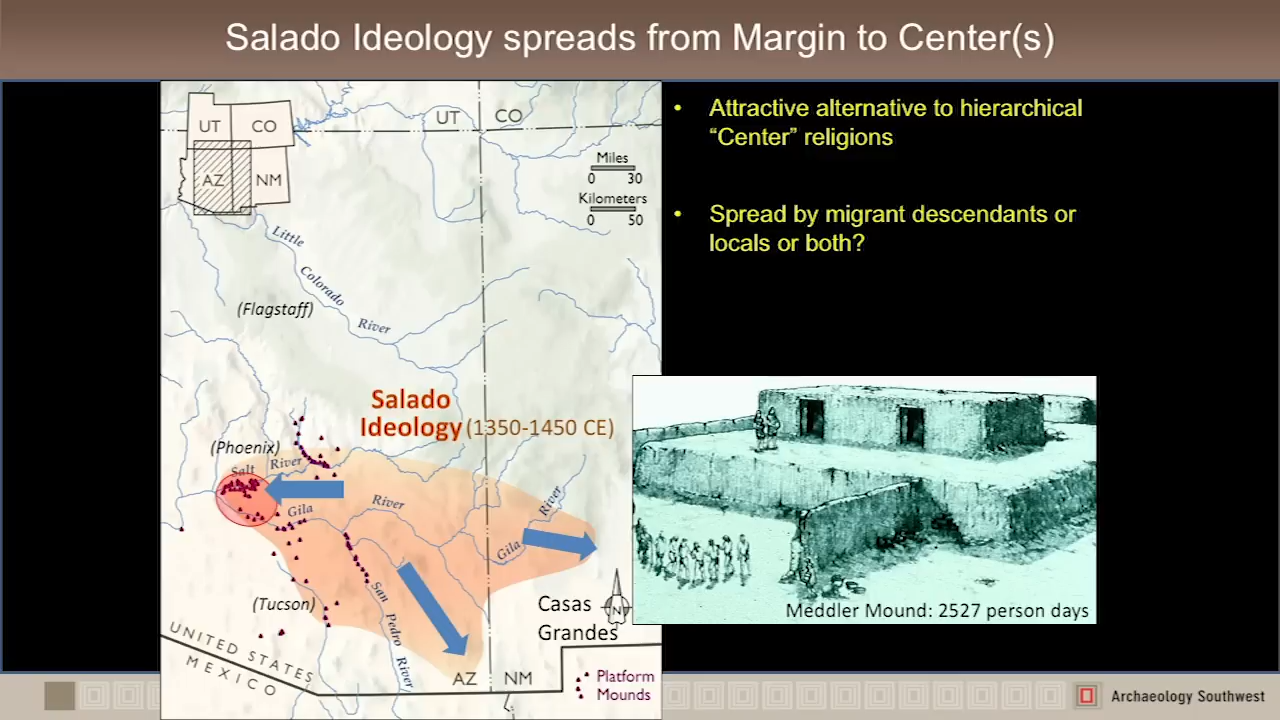 Salado Ideology spreads from Margin to Center(s)
• Attractive alternative to hierarchical
“Center” religions
• Spread by migrant descendants or
locals or both?
UT CO
AZ NM
UT CO
Miles
0 30
Kilometers
0 50
Little
Colorado
River
(Flagstaff)
Salado
Ideology (1350-1450 CE)
(Phoenix)
Salt River
Gila
River
Gila
River
San
Pedro
River
(Tucson)
Casas
Grandes
N
UNITED STATES
MEXICO
AZ NM
Platform
Mounds
Meddler Mound: 2527 person days
Archaeology Southwest